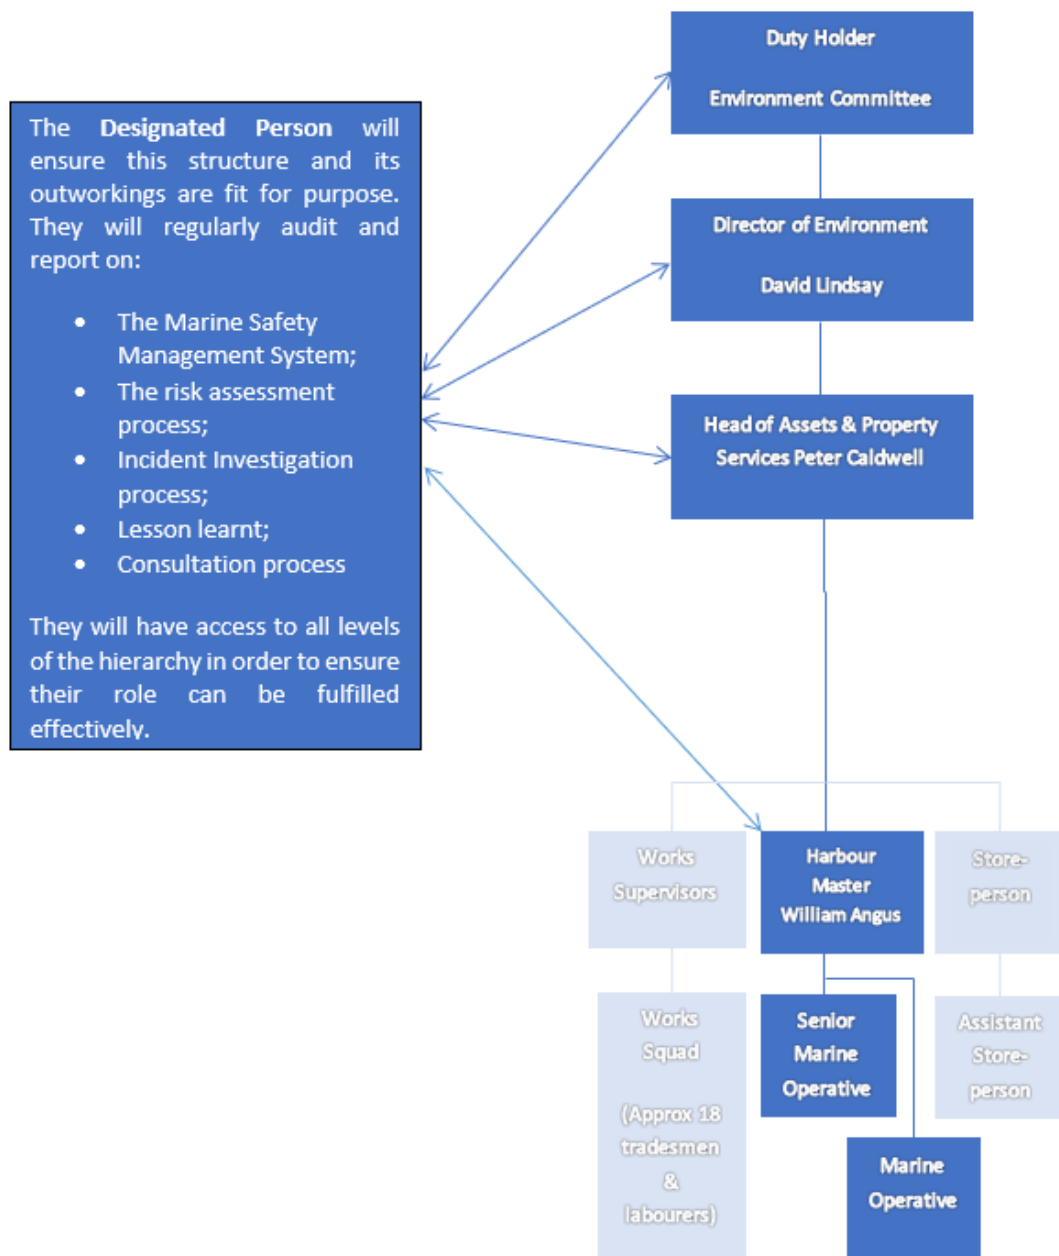 Duty Holder
Environment Committee
The Designated Person will
ensure this structure and its
outworkings are fit for purpose.
They will regularly audit and
report on:
• The Marine Safety
Management System;
• The risk assessment
process;
• Incident Investigation
process;
• Lesson learnt;
• Consultation process
They will have access to all levels
of the hierarchy in order to ensure
their role can be fulfilled
effectively.
Director of Environment
David Lindsay
Head of Assets & Property
Services Peter Caldwell
Works
Supervisors
Harbour
Master
William Angus
Store-
person
Works
Squad
(Approx 18
tradesmen
&
labourers)
Senior
Marine
Operative
Assistant
Store-
person
Marine
Operative